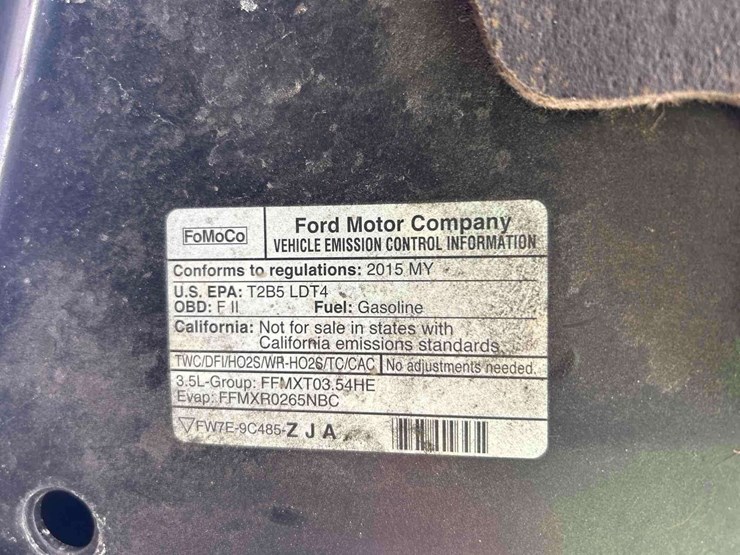 FoMoCo
Ford Motor Company
VEHICLE EMISSION CONTROL INFORMATION
Conforms to regulations: 2015 MY
U.S. EPA: T2B5 LDT4
OBD: F II Fuel: Gasoline
California: Not for sale in states with
California emissions standards.
TWC/DFI/HO2S/WR-HO2S/TC/CAC No adjustments needed.
3.5L-Group: FFMXT03.54HE
Evap: FFMXR0265NBC
FW7E-9C485-Z J A